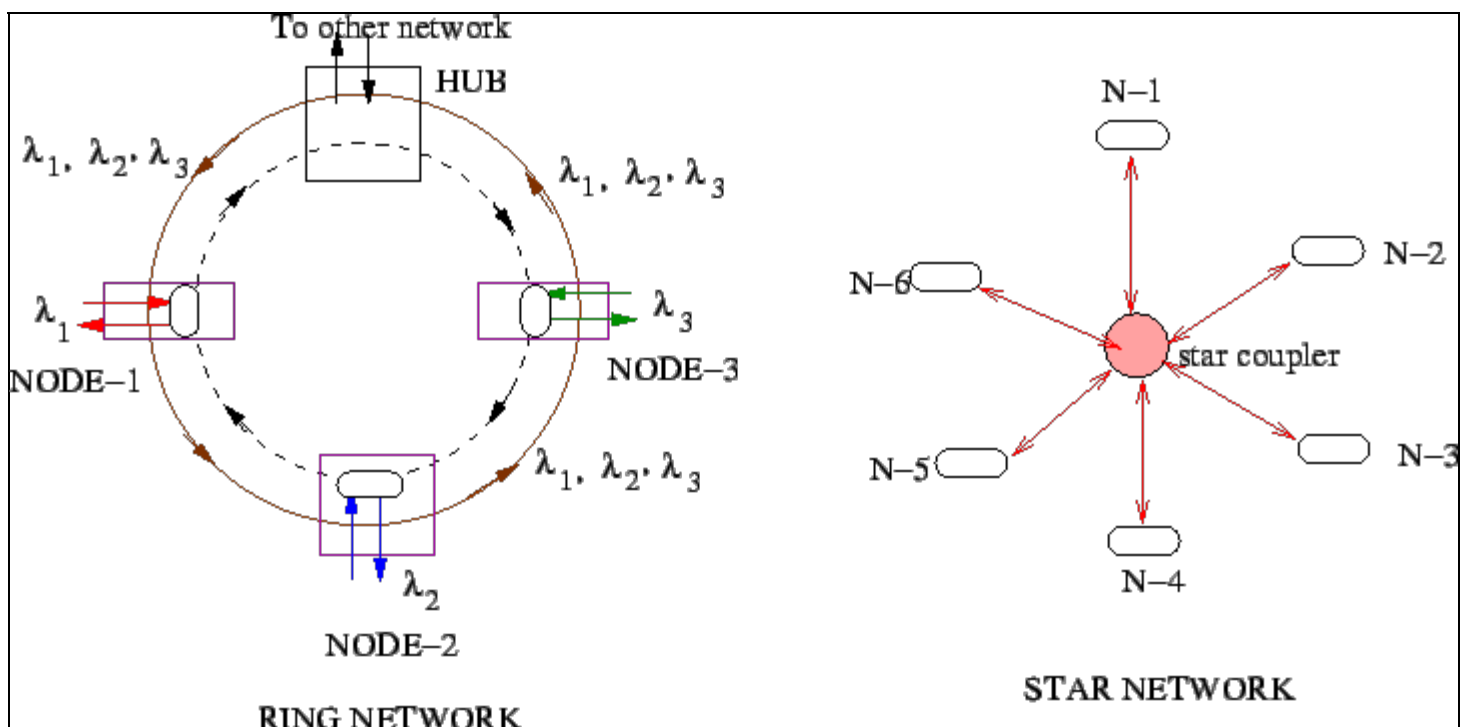 To other network
HUB
λ1, λ2, λ3
λ1, λ2, λ3
λ1
λ3
NODE–1
NODE–3
λ1, λ2, λ3
λ2
NODE–2
RING NETWORK
N–1
N–2
N–6
star coupler
N–5
N–3
N–4
STAR NETWORK